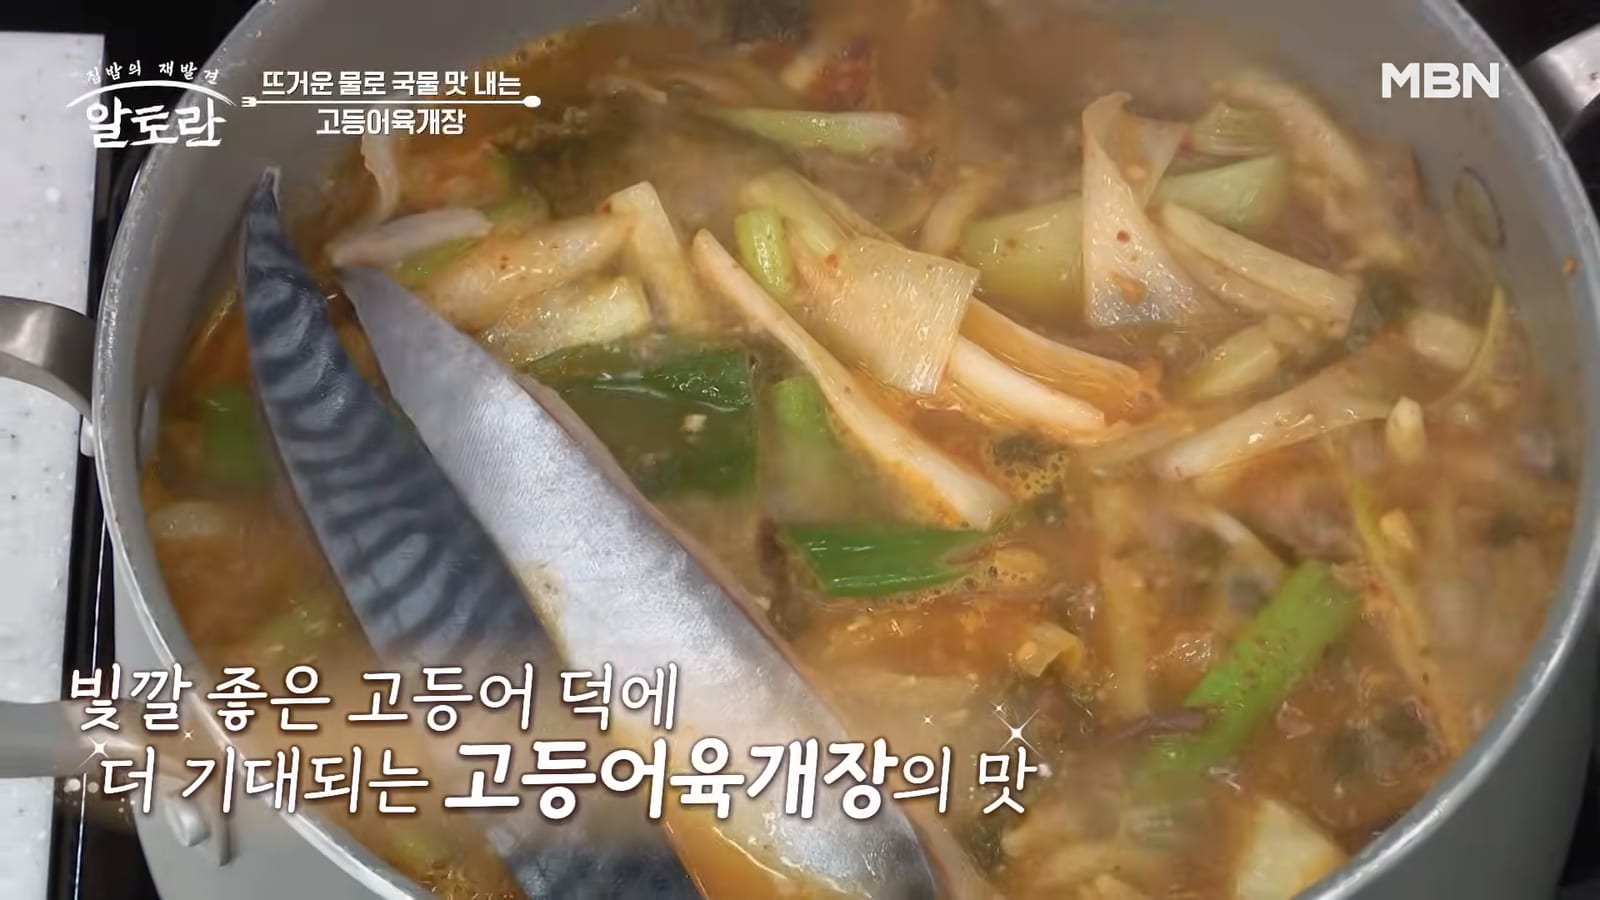 집밥의 재발견
알토란
뜨거운 물로 국물 맛 내는
고등어육개장
MBN
빛깔 좋은 고등어 덕에
더 기대되는 고등어육개장의 맛